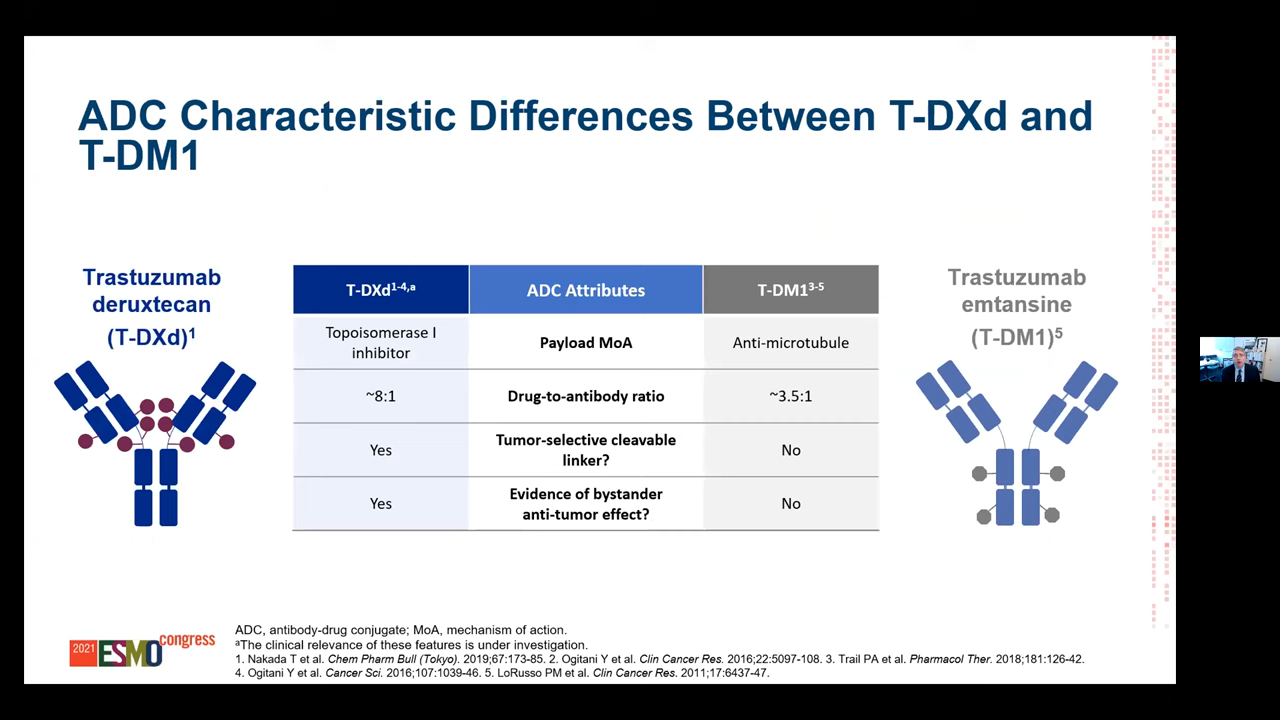 ADC Characteristic Differences Between T-DXd and
T-DM1
Trastuzumab
deruxtecan
(T-DXd)1
T-DXd1-4,a
ADC Attributes
T-DM13-5
Topoisomerase I
inhibitor
Payload MoA
Anti-microtubule
~8:1
Drug-to-antibody ratio
~3.5:1
Yes
Tumor-selective cleavable
linker?
No
Yes
Evidence of bystander
anti-tumor effect?
No
Trastuzumab
emtansine
(T-DM1)5
2021 ESMO congress
ADC, antibody-drug conjugate; MoA, mechanism of action.
aThe clinical relevance of these features is under investigation.
1. Nakada T et al. Chem Pharm Bull (Tokyo). 2019;67:173-85. 2. Ogitani Y et al. Clin Cancer Res. 2016;22:5097-108. 3. Trail PA et al. Pharmacol Ther. 2018;181:126-42.
4. Ogitani Y et al. Cancer Sci. 2016;107:1039-46. 5. LoRusso PM et al. Clin Cancer Res. 2011;17:6437-47.